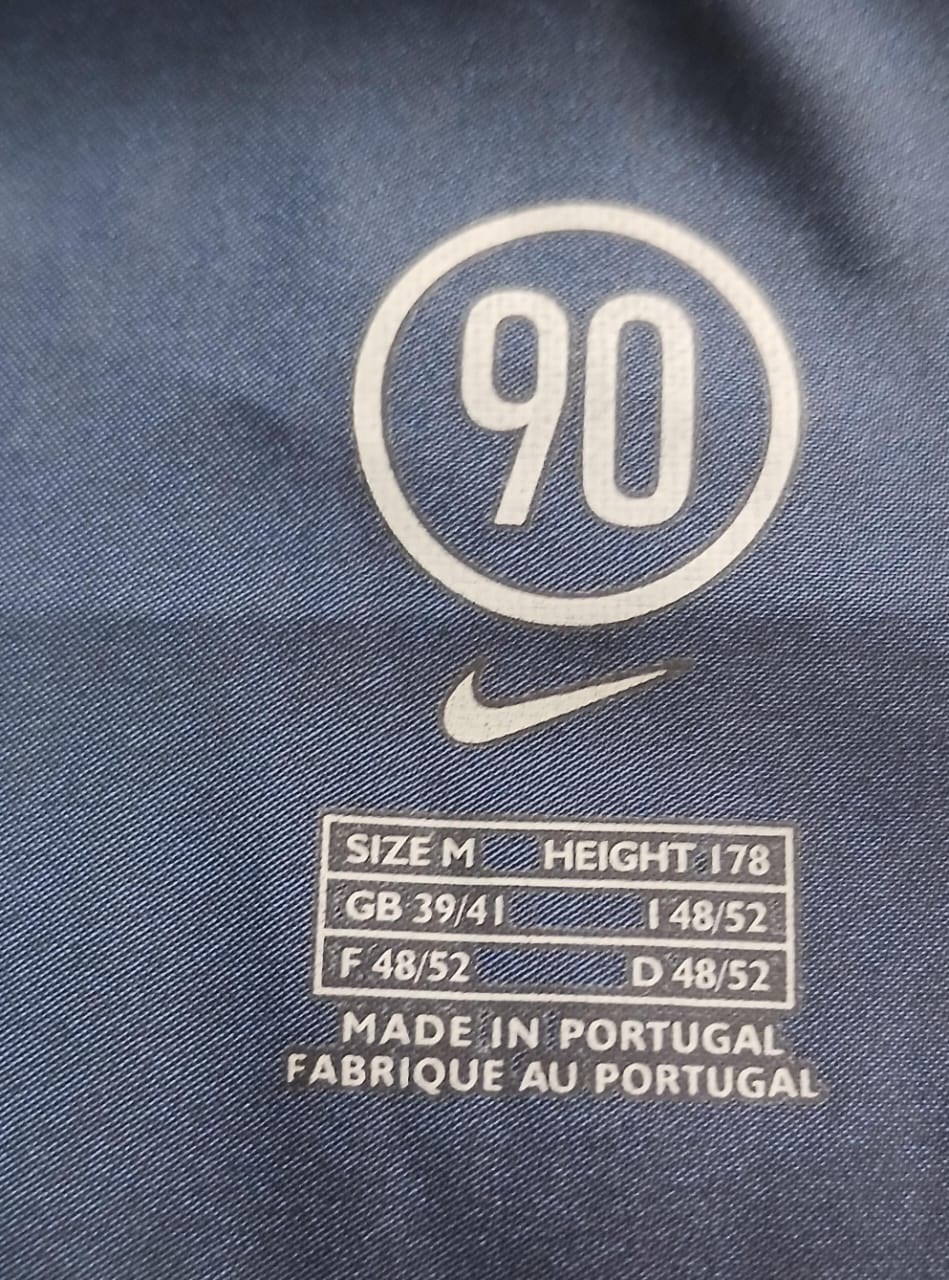 90
SIZE M HEIGHT 178
GB 39/41 I 48/52
F 48/52 D 48/52
MADE IN PORTUGAL
FABRIQUE AU PORTUGAL